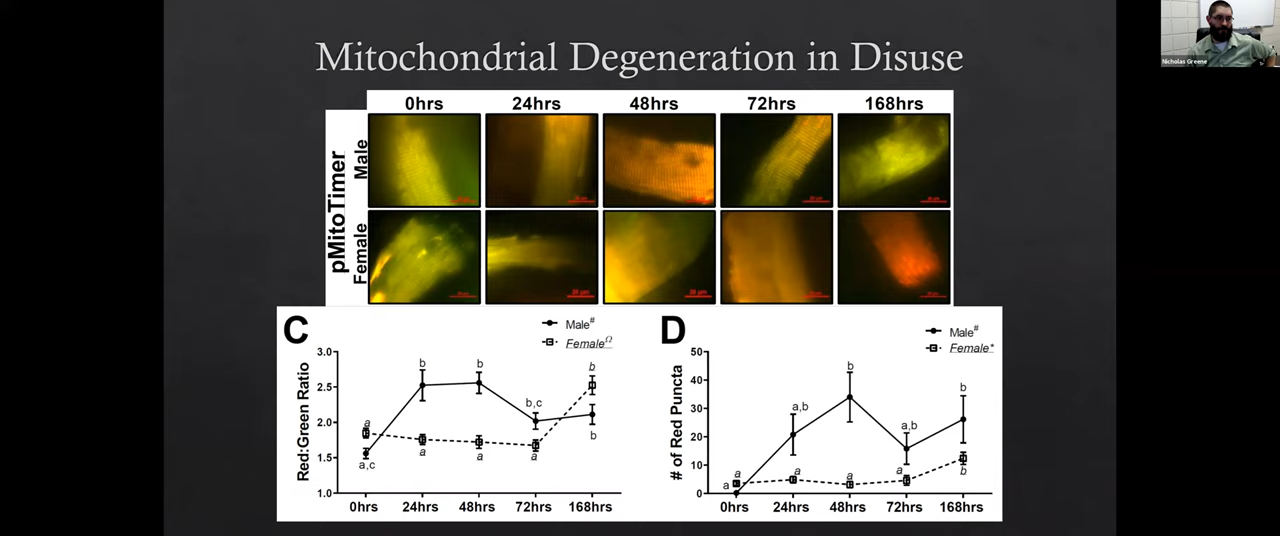 Nicholas Greene
Mitochondrial Degeneration in Disuse
0hrs 24hrs 48hrs 72hrs 168hrs
pMitoTimer
Male
Female
C
Male#
FemaleΩ
Red:Green Ratio
3.0
2.5
2.0
1.5
1.0
b b b,c b
a,c b
a a a a b
0hrs 24hrs 48hrs 72hrs 168hrs
D
Male#
Female*
# of Red Puncta
50
40
30
20
10
0
a a,b b a,b b
a a a a b
0hrs 24hrs 48hrs 72hrs 168hrs